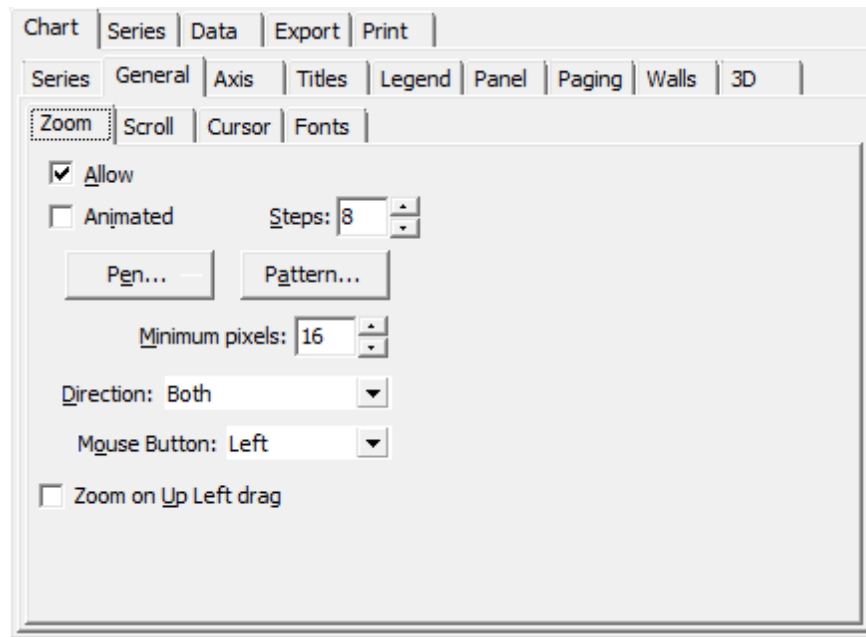 Chart Series Data Export Print
Series General Axis Titles Legend Panel Paging Walls 3D
Zoom Scroll Cursor Fonts
Allow
Animated Steps: 8
Pen... Pattern...
Minimum pixels: 16
Direction: Both
Mouse Button: Left
Zoom on Up Left drag